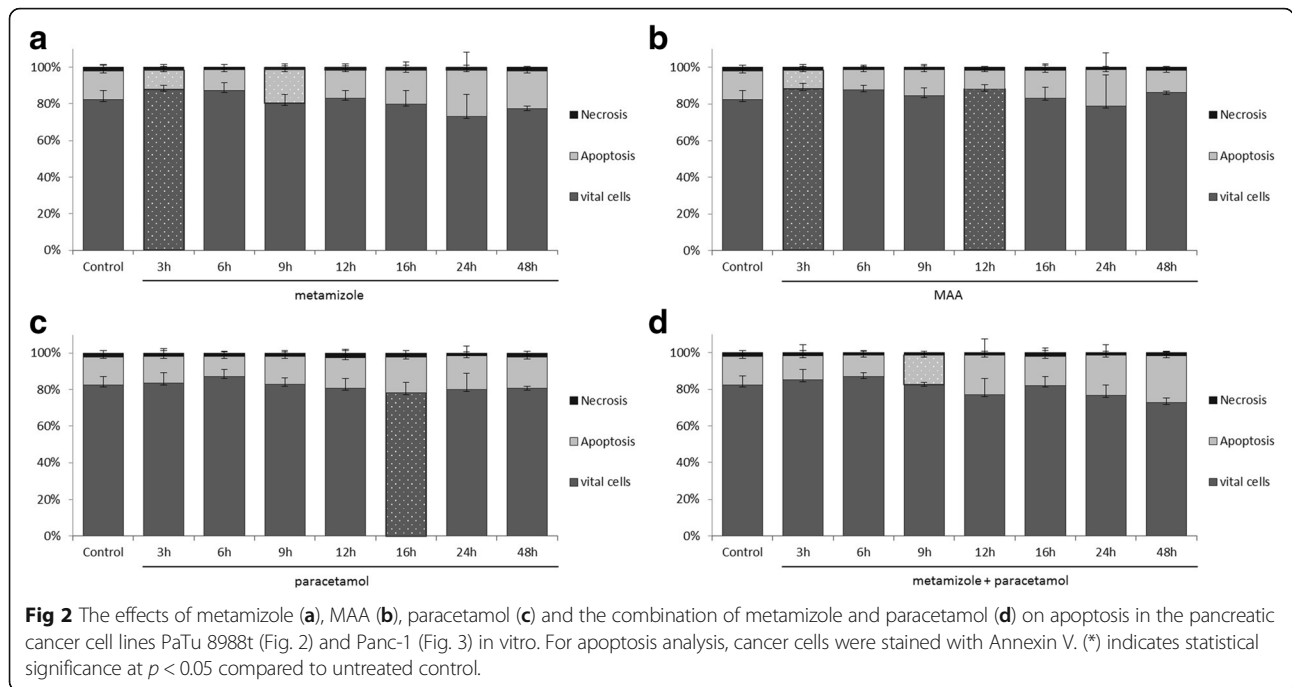 a
100%
80%
60%
40%
20%
0%
Necrosis
Apoptosis
vital cells
Control 3h 6h 9h 12h 16h 24h 48h
metamizole
b
100%
80%
60%
40%
20%
0%
Necrosis
Apoptosis
vital cells
Control 3h 6h 9h 12h 16h 24h 48h
MAA
c
100%
80%
60%
40%
20%
0%
Necrosis
Apoptosis
vital cells
Control 3h 6h 9h 12h 16h 24h 48h
paracetamol
d
100%
80%
60%
40%
20%
0%
Necrosis
Apoptosis
vital cells
Control 3h 6h 9h 12h 16h 24h 48h
metamizole + paracetamol
Fig 2 The effects of metamizole (a), MAA (b), paracetamol (c) and the combination of metamizole and paracetamol (d) on apoptosis in the pancreatic
cancer cell lines PaTu 8988t (Fig. 2) and Panc-1 (Fig. 3) in vitro. For apoptosis analysis, cancer cells were stained with Annexin V. (*) indicates statistical
significance at p < 0.05 compared to untreated control.